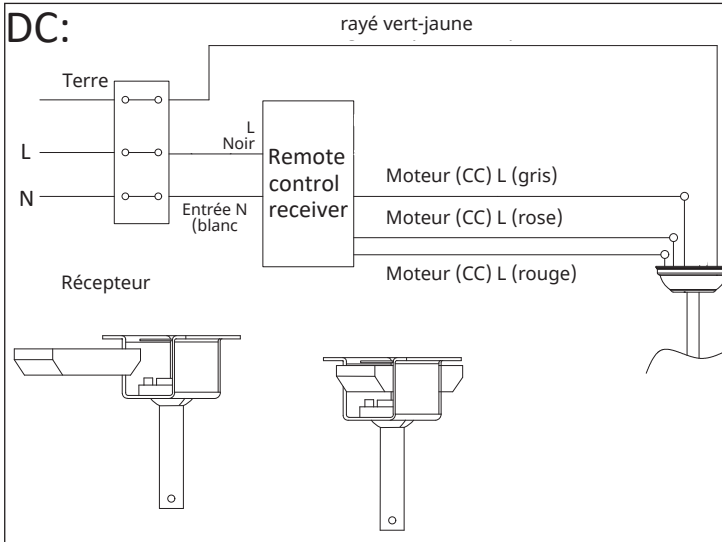 DC:
rayé vert-jaune
Terre
L
L
Noir
Remote
control
receiver
N
Entrée N
(blanc
Moteur (CC) L (gris)
Moteur (CC) L (rose)
Moteur (CC) L (rouge)
Récepteur